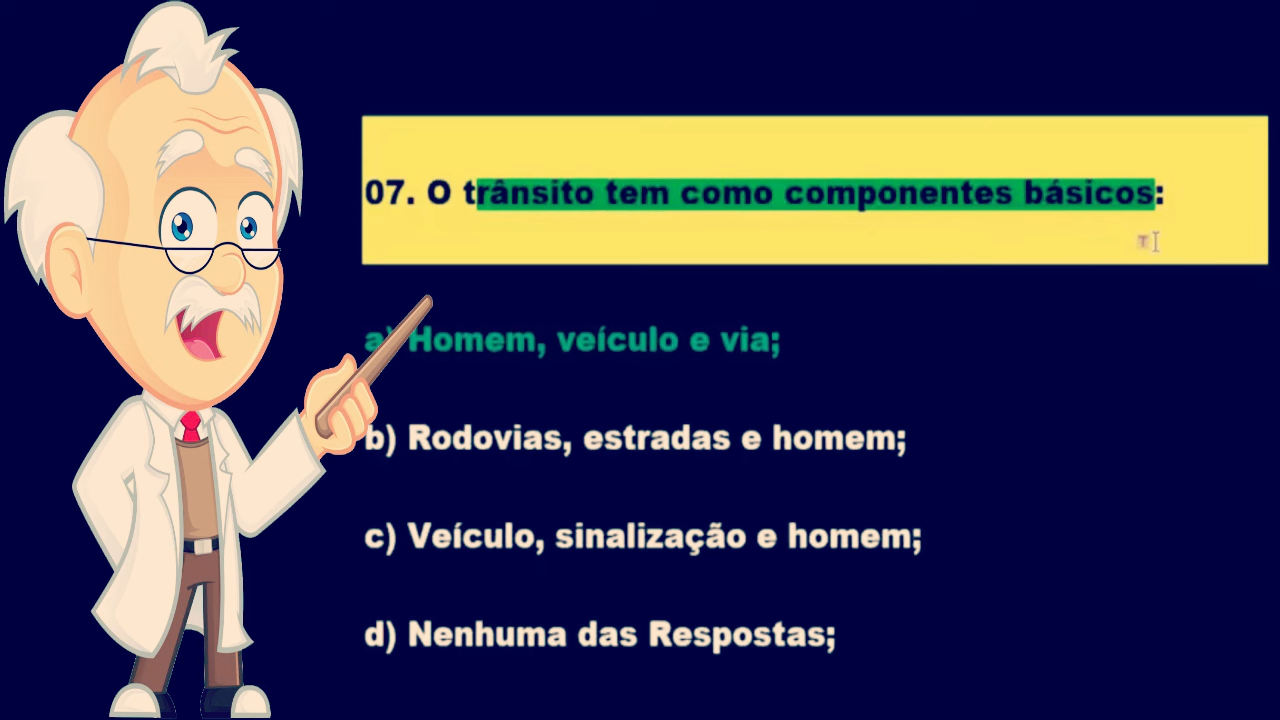 07. O trânsito tem como componentes básicos:
a) Homem, veículo e via;
b) Rodovias, estradas e homem;
c) Veículo, sinalização e homem;
d) Nenhuma das Respostas;